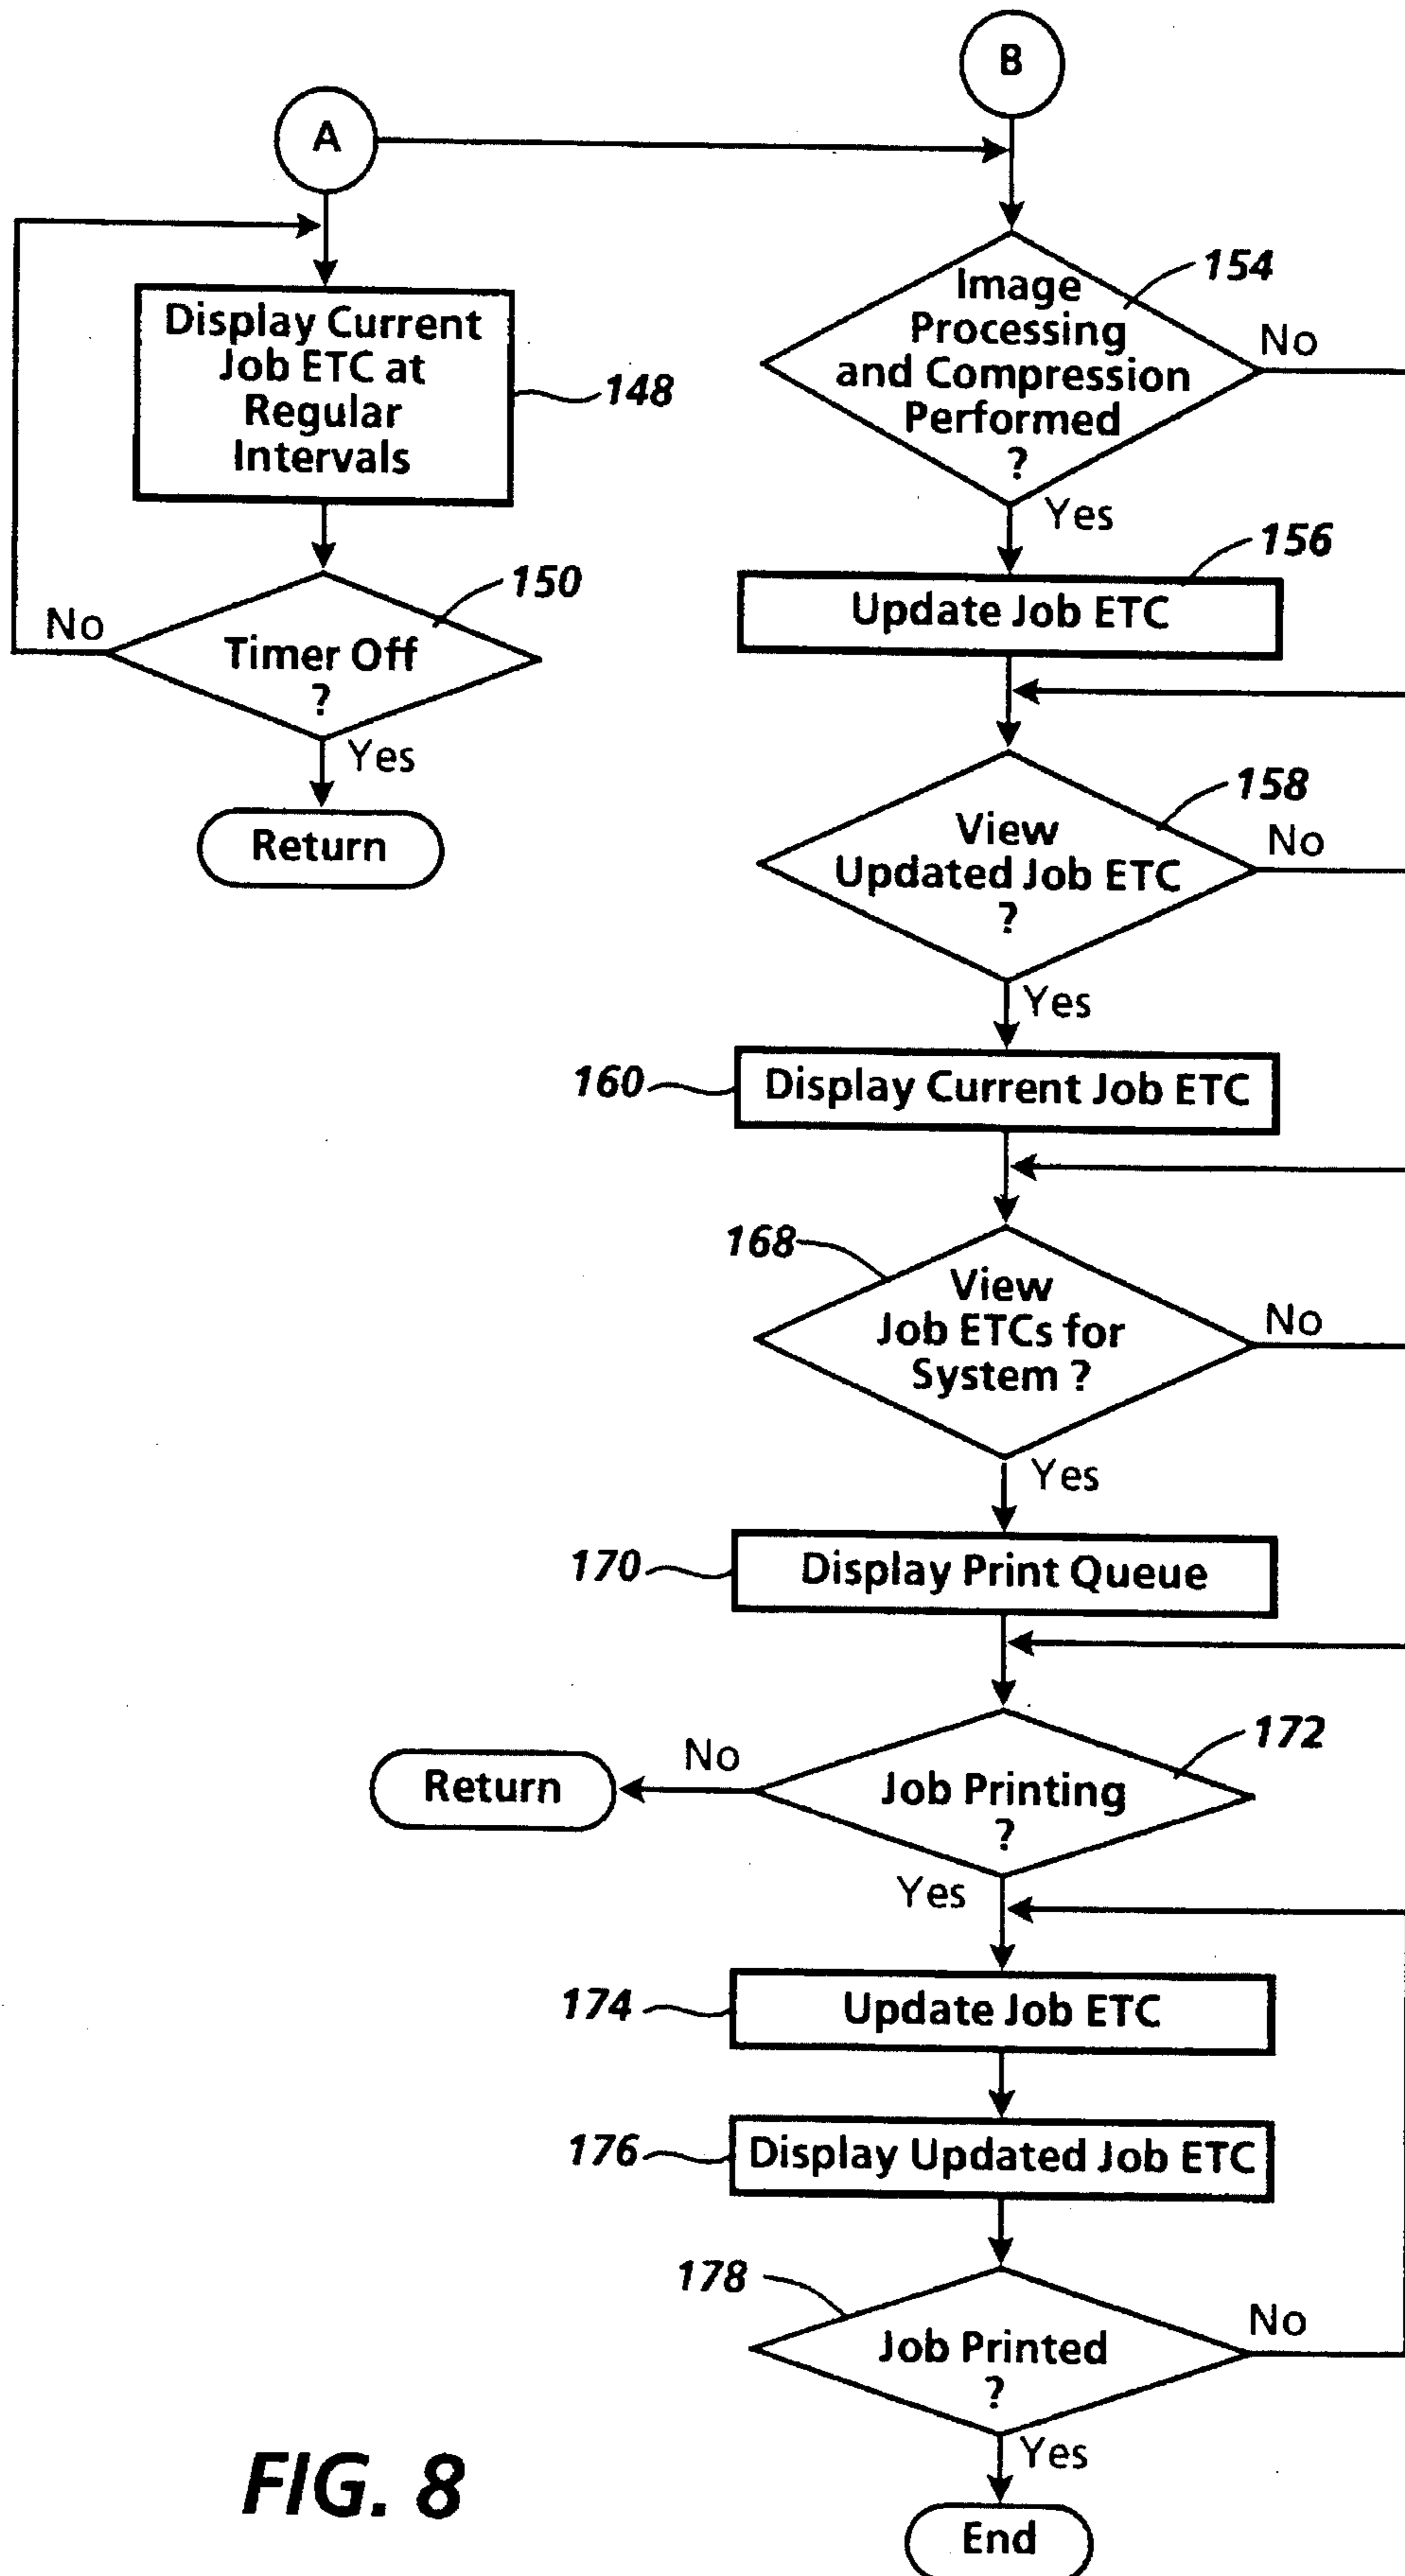 B
A
Display Current
Job ETC at
Regular
Intervals
148
No
150
Timer Off
?
Yes
Return
Image
Processing
and Compression
Performed
?
154
No
Yes
156
Update Job ETC
158
View
Updated Job ETC
?
No
Yes
160
Display Current Job ETC
168
View
Job ETCs for
System ?
No
Yes
170
Display Print Queue
172
Return
No
Job Printing
?
Yes
174
Update Job ETC
176
Display Updated Job ETC
178
Job Printed
?
No
Yes
End
FIG. 8